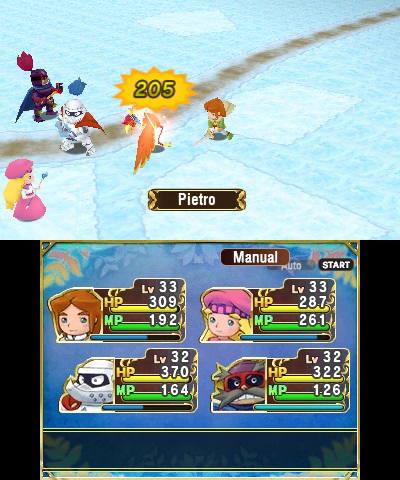 205
Pietro
Manual
Auto START
Lv 33
HP 309
MP 192
Lv 33
HP 287
MP 261
Lv 32
HP 370
MP 164
Lv 32
HP 322
MP 126